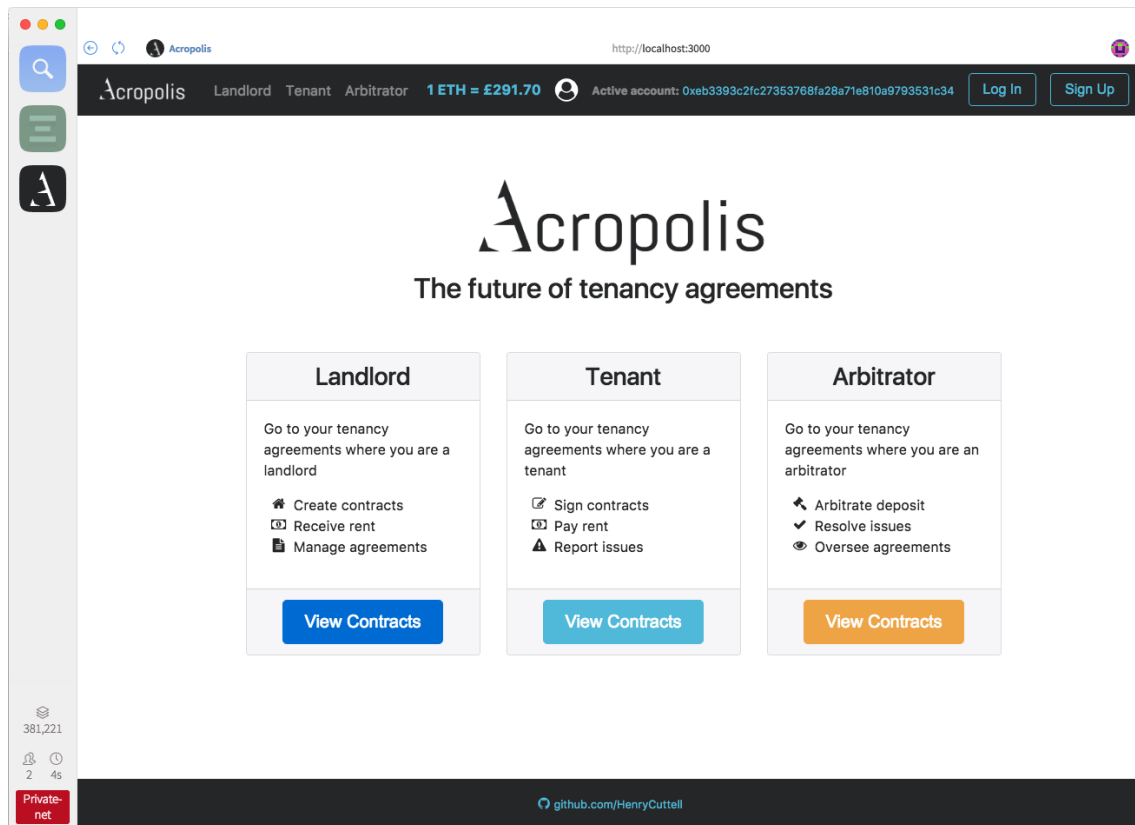 Acropolis
http://localhost:3000
Acropolis Landlord Tenant Arbitrator 1 ETH = £291.70 Active account: 0xeb3393c2fc27353768fa28a71e810a9793531c34 Log In Sign Up
Acropolis
The future of tenancy agreements
Landlord
Go to your tenancy
agreements where you are a
landlord
Create contracts
Receive rent
Manage agreements
View Contracts
Tenant
Go to your tenancy
agreements where you are a
tenant
Sign contracts
Pay rent
Report issues
View Contracts
Arbitrator
Go to your tenancy
agreements where you are an
arbitrator
Arbitrate deposit
Resolve issues
Oversee agreements
View Contracts
381,221
2 4s
Private-
net
github.com/HenryCuttell